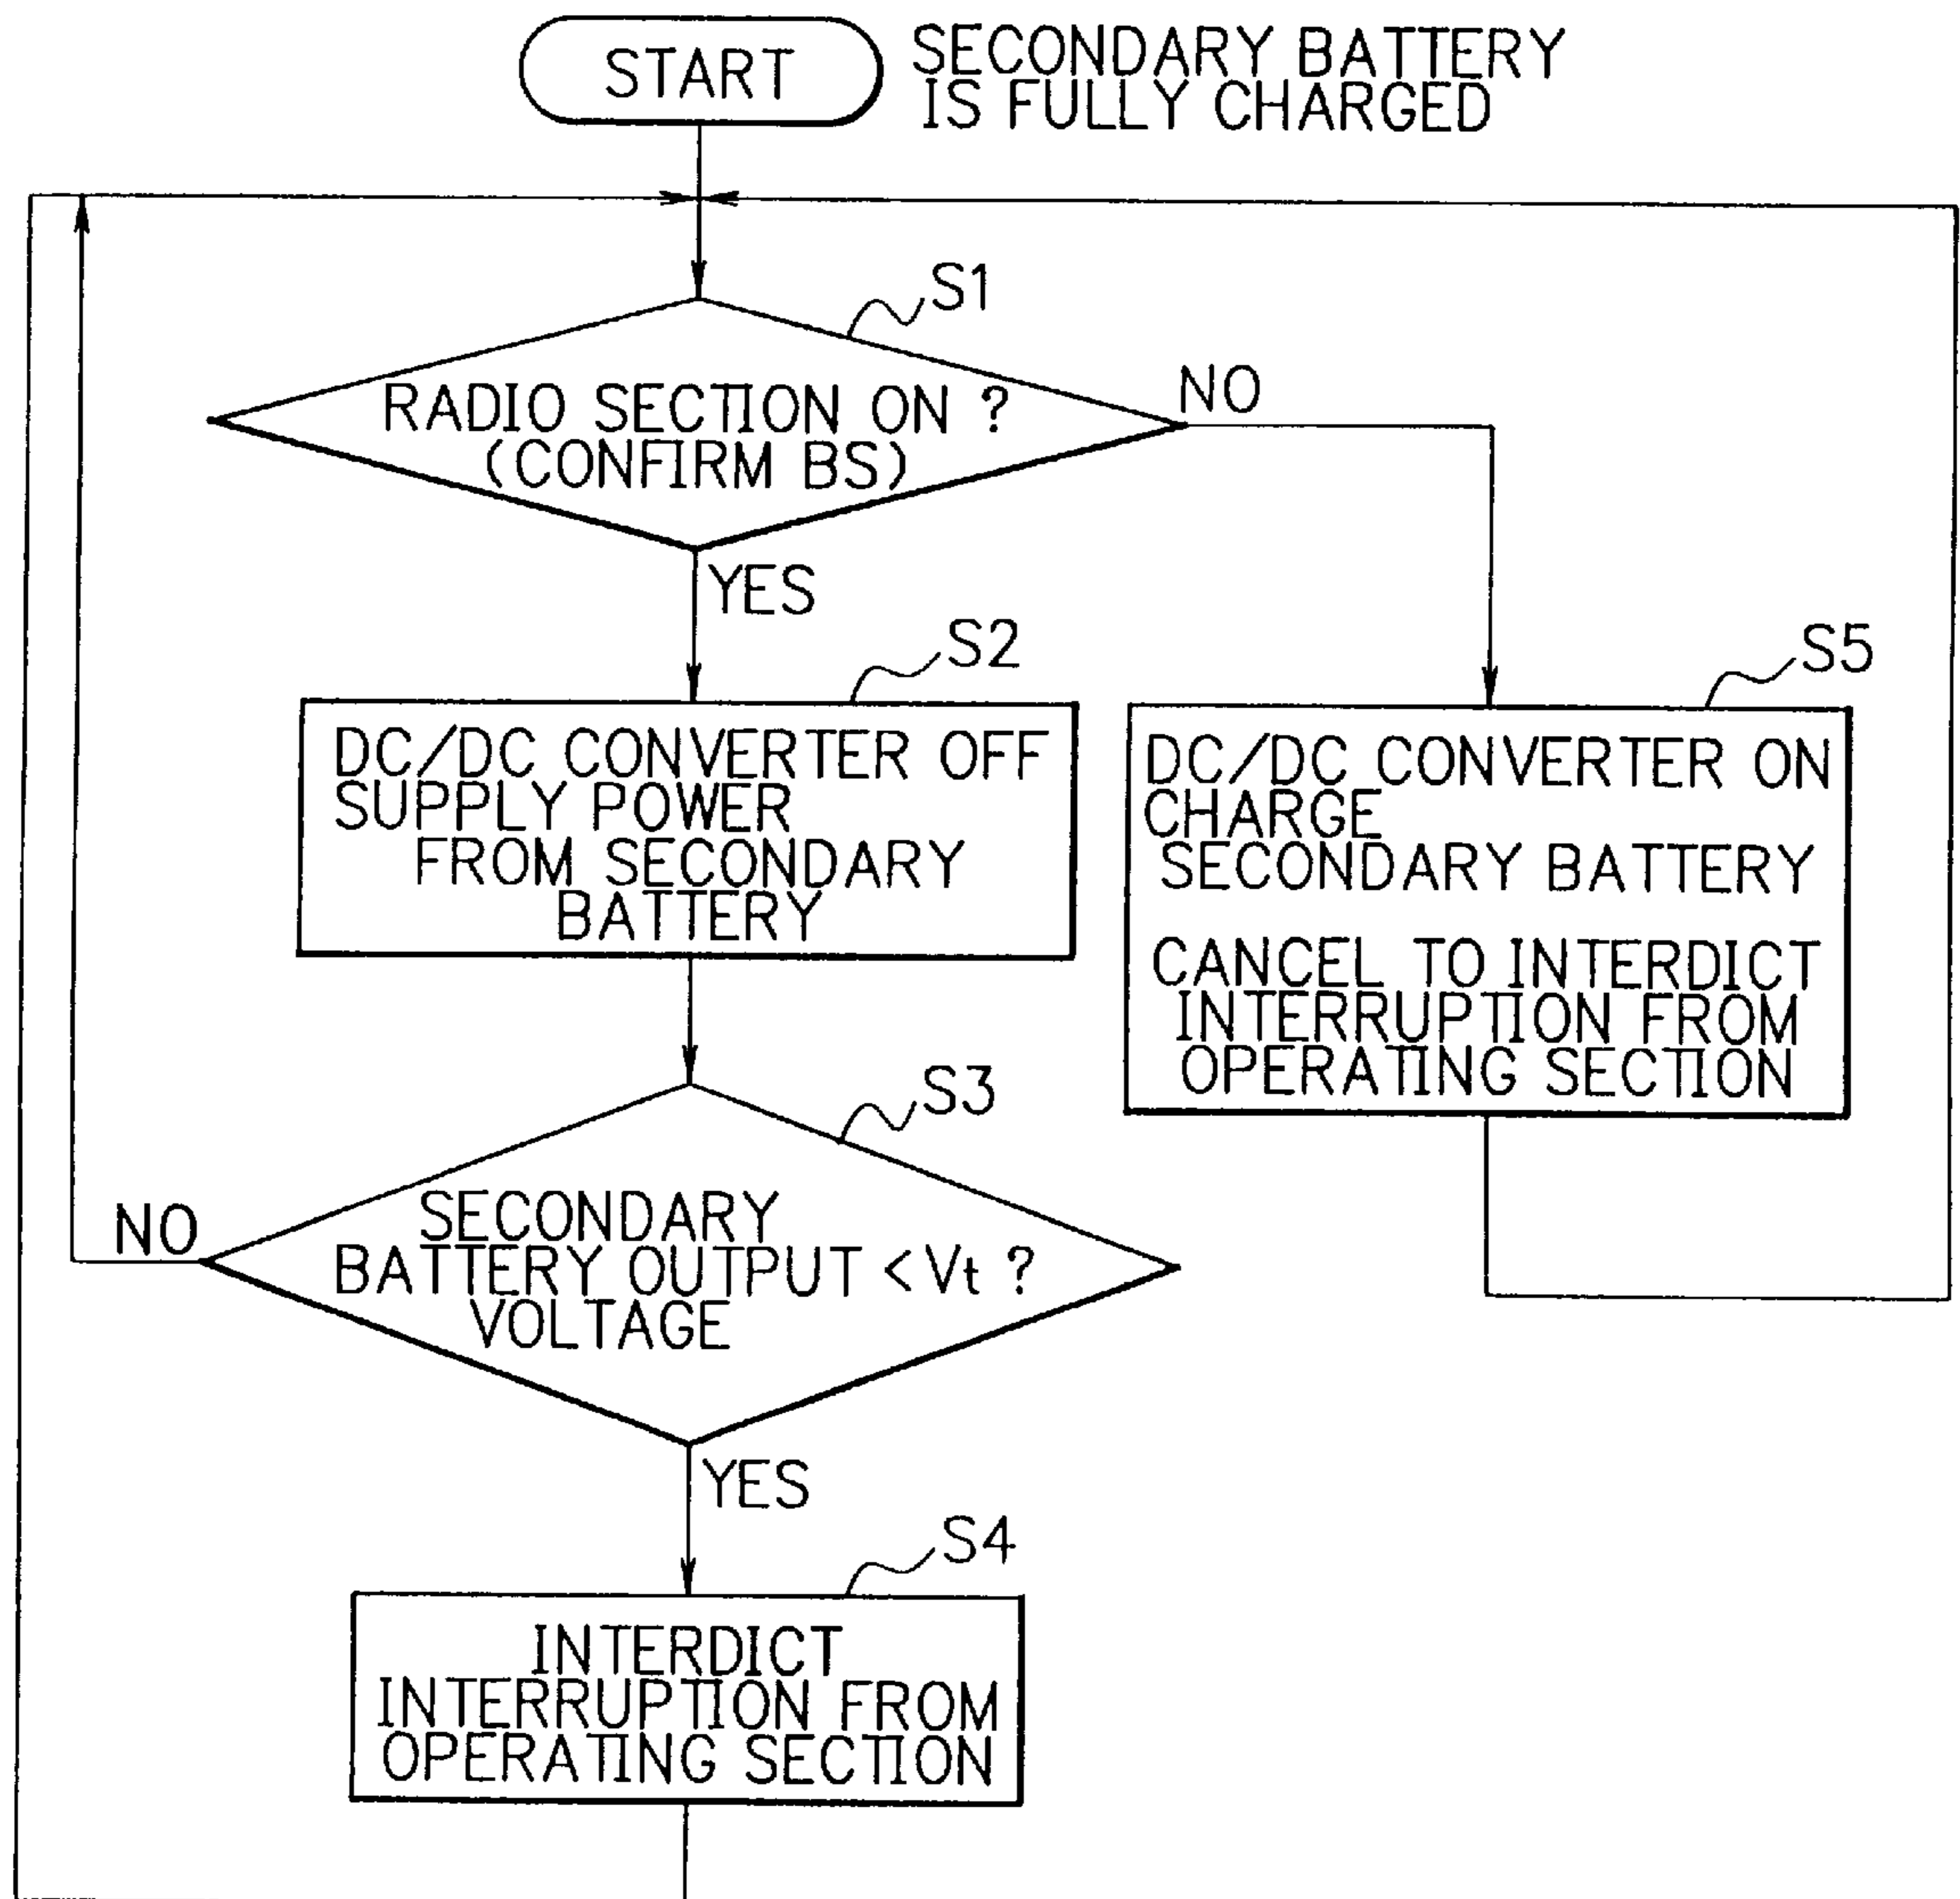 START
SECONDARY BATTERY
IS FULLY CHARGED
S1
RADIO SECTION ON ?
(CONFIRM BS)
NO
YES
S2
DC/DC CONVERTER OFF
SUPPLY POWER
FROM SECONDARY
BATTERY
S5
DC/DC CONVERTER ON
CHARGE
SECONDARY BATTERY
CANCEL TO INTERDICT
INTERRUPTION FROM
OPERATING SECTION
S3
SECONDARY
BATTERY OUTPUT < Vt ?
VOLTAGE
NO
YES
S4
INTERDICT
INTERRUPTION FROM
OPERATING SECTION